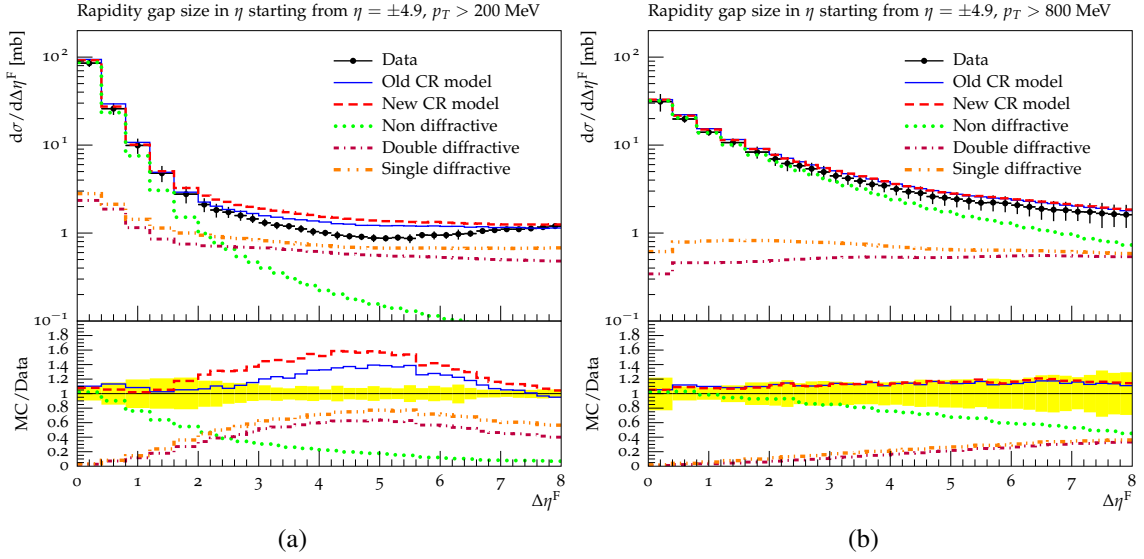 Rapidity gap size in η starting from η = ±4.9, p_T > 200 MeV
dσ/dΔη^F [mb]
10^2
10^1
1
10^−1
Data
Old CR model
New CR model
Non diffractive
Double diffractive
Single diffractive
MC/Data
1.6
1.4
1.2
1.0
0.8
0.6
0.4
0.2
0
0 1 2 3 4 5 6 7 8
Δη^F
(a)
Rapidity gap size in η starting from η = ±4.9, p_T > 800 MeV
dσ/dΔη^F [mb]
10^2
10^1
1
10^−1
Data
Old CR model
New CR model
Non diffractive
Double diffractive
Single diffractive
MC/Data
1.6
1.4
1.2
1.0
0.8
0.6
0.4
0.2
0
0 1 2 3 4 5 6 7 8
Δη^F
(b)